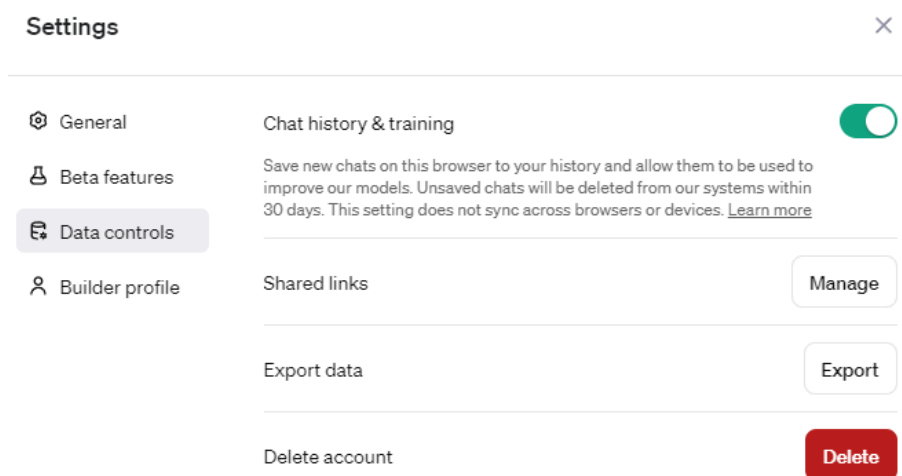 Settings
General
Beta features
Data controls
Builder profile
Chat history & training
Save new chats on this browser to your history and allow them to be used to
improve our models. Unsaved chats will be deleted from our systems within
30 days. This setting does not sync across browsers or devices. Learn more
Shared links
Manage
Export data
Export
Delete account
Delete